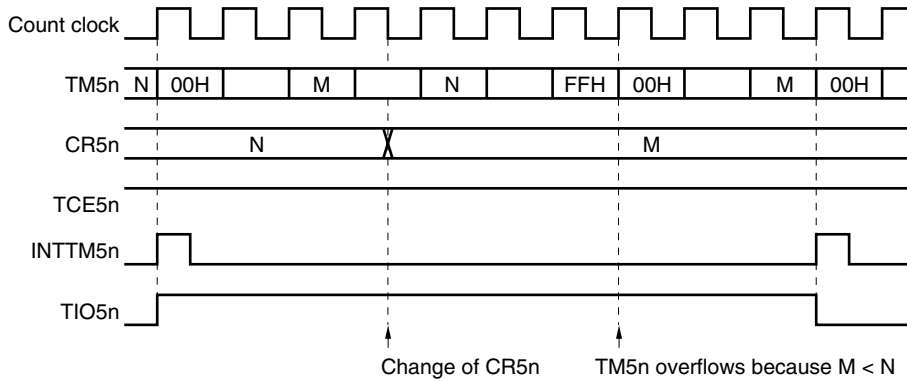 Count clock
TM5n N 00H M N FFH 00H M 00H
CR5n N M
TCE5n
INTTM5n
TIO5n
Change of CR5n TM5n overflows because M < N